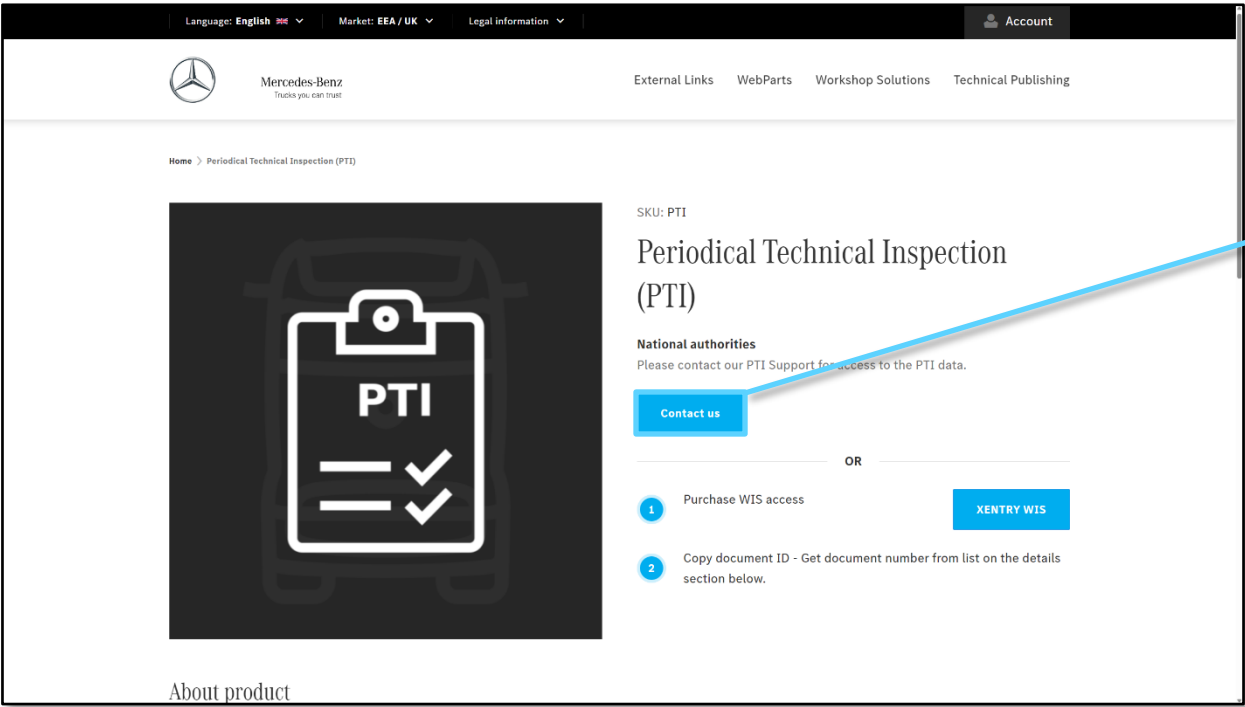 Language: English
Market: EEA / UK
Legal information
Account
Mercedes-Benz
Trucks you can trust
External Links
WebParts
Workshop Solutions
Technical Publishing
Home > Periodical Technical Inspection (PTI)
PTI
SKU: PTI
Periodical Technical Inspection
(PTI)
National authorities
Please contact our PTI Support for access to the PTI data.
Contact us
OR
1
Purchase WIS access
XENTRY WIS
2
Copy document ID - Get document number from list on the details
section below.
About product